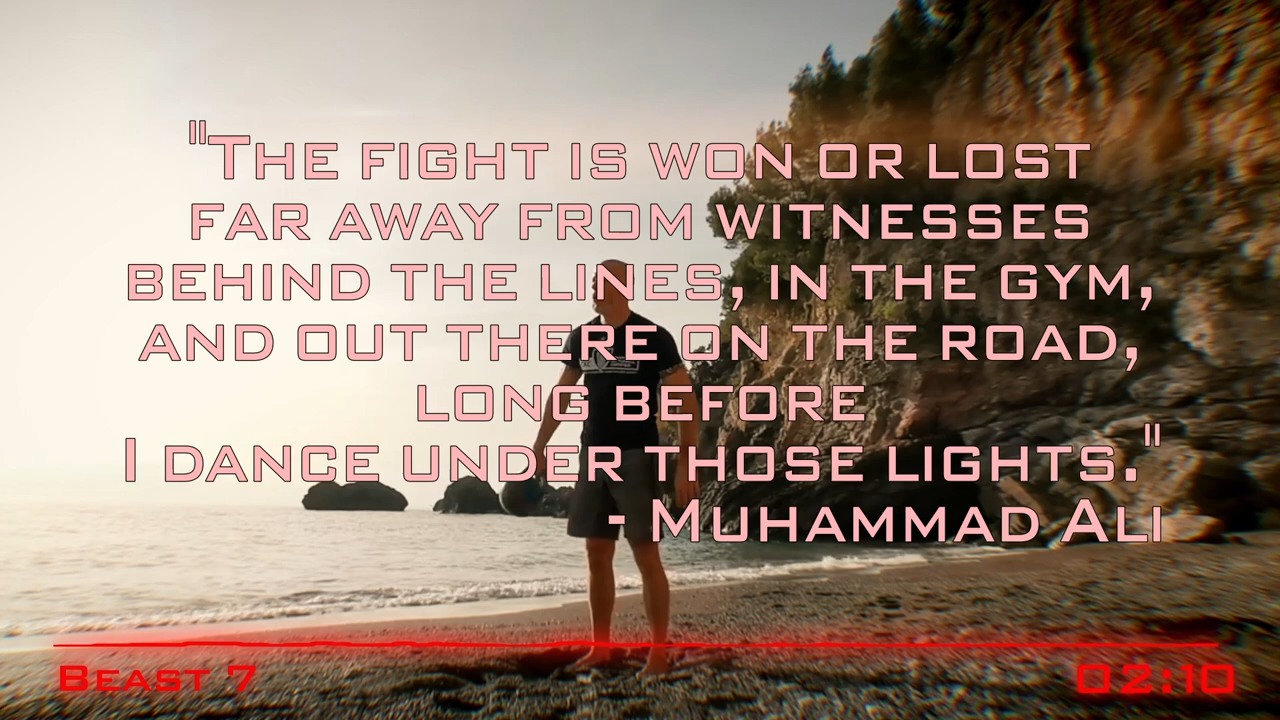 "The fight is won or lost
far away from witnesses
behind the lines, in the gym,
and out there on the road,
long before
I dance under those lights."
- Muhammad Ali
Beast 7
02:10